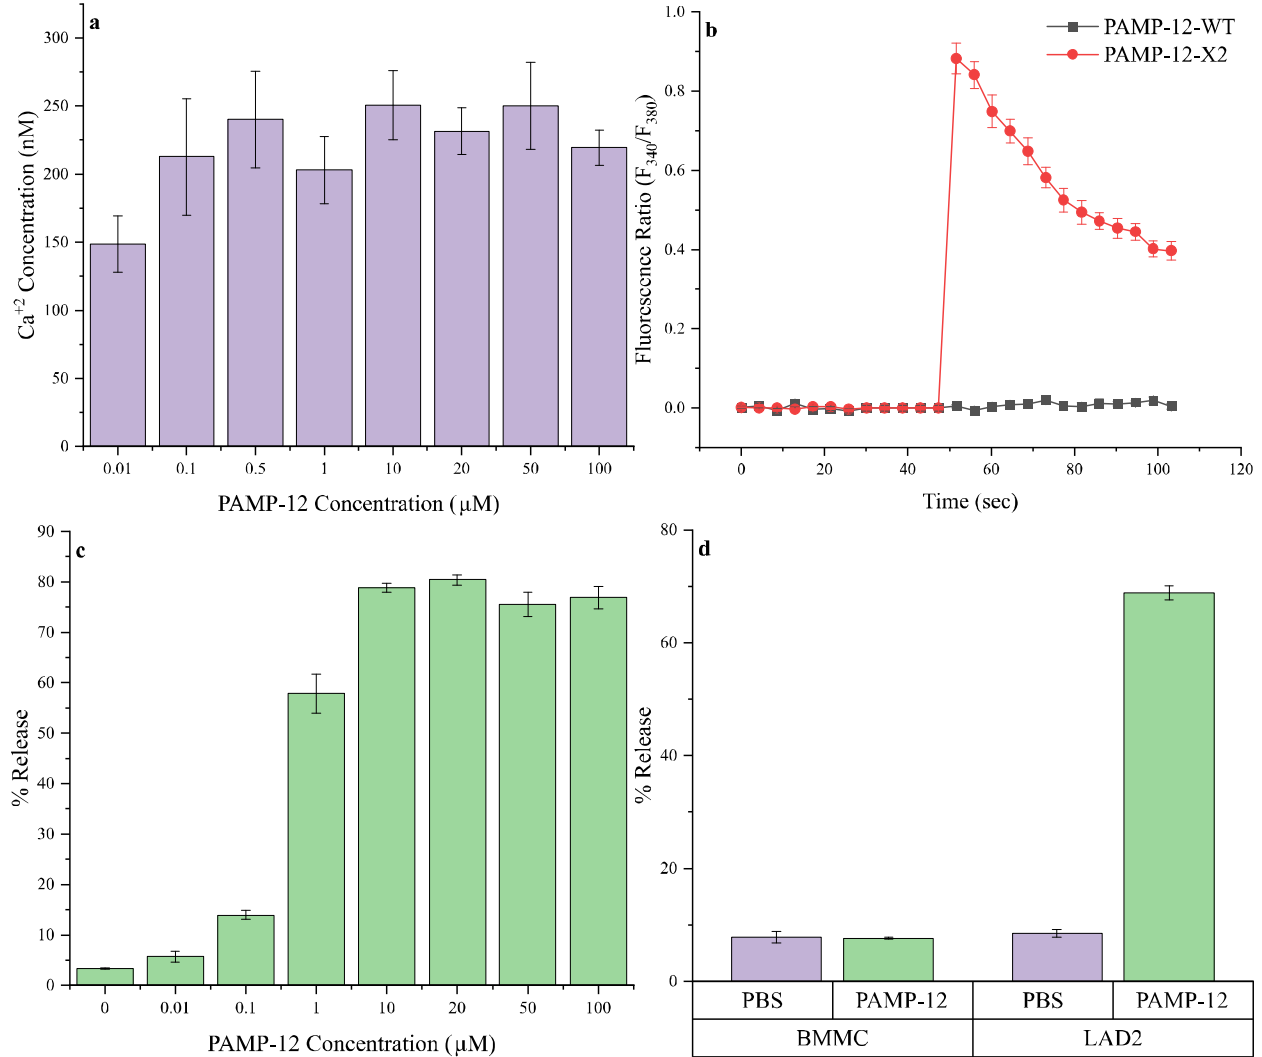 a
Ca+2 Concentration (nM)
300
250
200
150
100
50
0
0.01 0.1 0.5 1 10 20 50 100
PAMP-12 Concentration (μM)
b
PAMP-12-WT
PAMP-12-X2
Fluorescence Ratio (F340/F380)
1.0
0.8
0.6
0.4
0.2
0.0
0 20 40 60 80 100 120
Time (sec)
c
% Release
90
80
70
60
50
40
30
20
10
0
0 0.01 0.1 1 10 20 50 100
PAMP-12 Concentration (μM)
d
% Release
80
60
40
20
0
PBS PAMP-12 PBS PAMP-12
BMMC LAD2